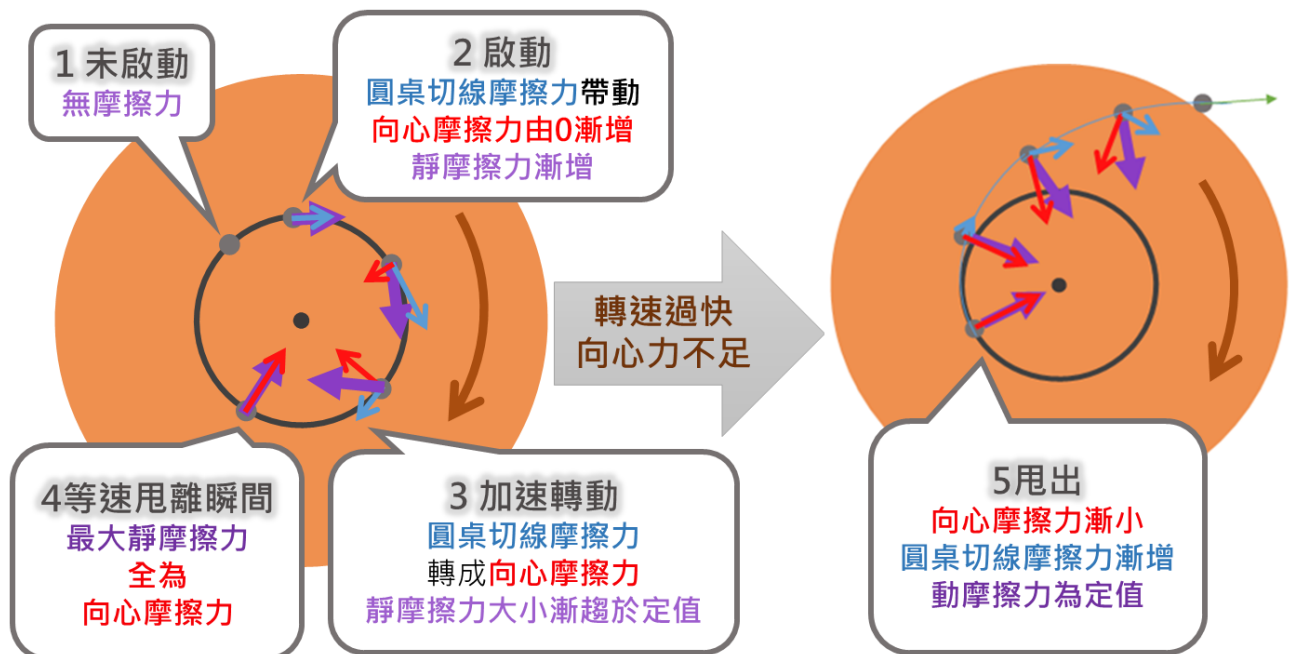 1 未啟動
無摩擦力
2 啟動
圓桌切線摩擦力帶動
向心摩擦力由0漸增
靜摩擦力漸增
3 加速轉動
圓桌切線摩擦力
轉成向心摩擦力
靜摩擦力大小漸趨於定值
4等速甩離瞬間
最大靜摩擦力
全為
向心摩擦力
轉速過快
向心力不足
5甩出
向心摩擦力漸小
圓桌切線摩擦力漸增
動摩擦力為定值